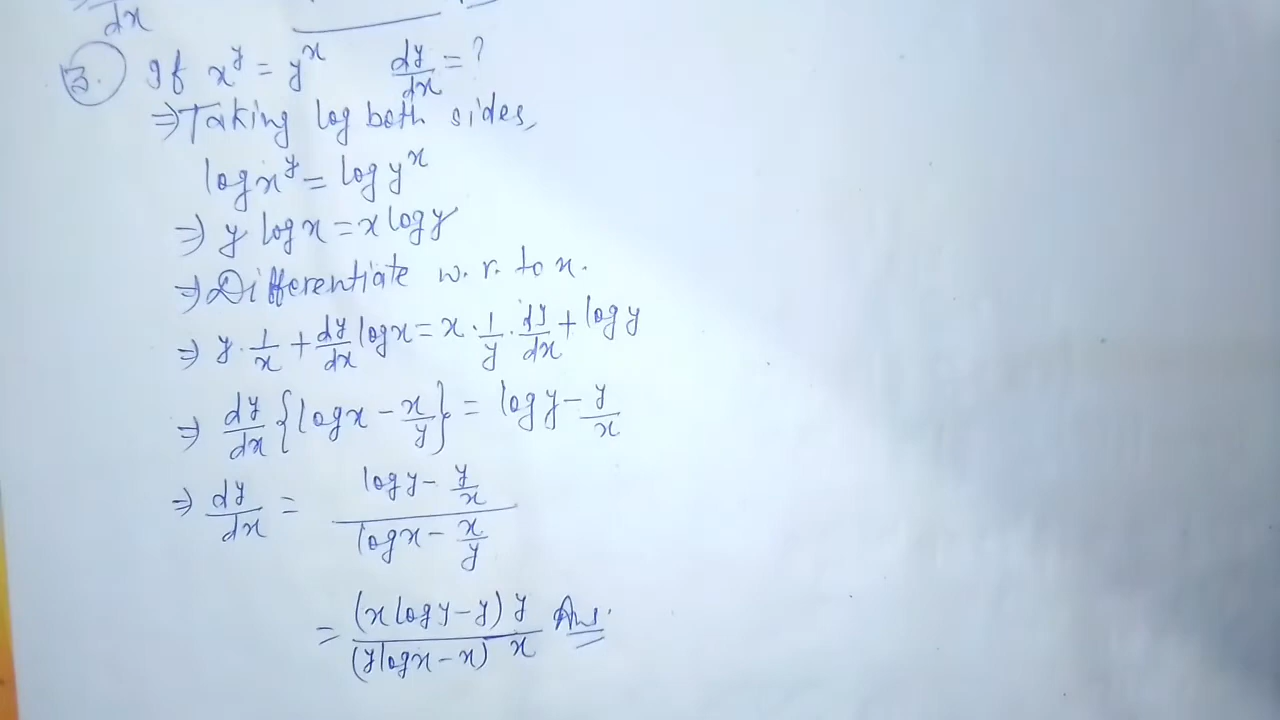 dx
3. If x^y = y^x dy/dx = ?
⇒ Taking log both sides,
log x^y = log y^x
⇒ y log x = x log y
⇒ Differentiate w. r. to x.
⇒ y · 1/x + dy/dx log x = x · 1/y · dy/dx + log y
⇒ dy/dx {log x - x/y} = log y - y/x
⇒ dy/dx = (log y - y/x)/(log x - x/y)
= (x log y - y) y / (y log x - x) x Ans.